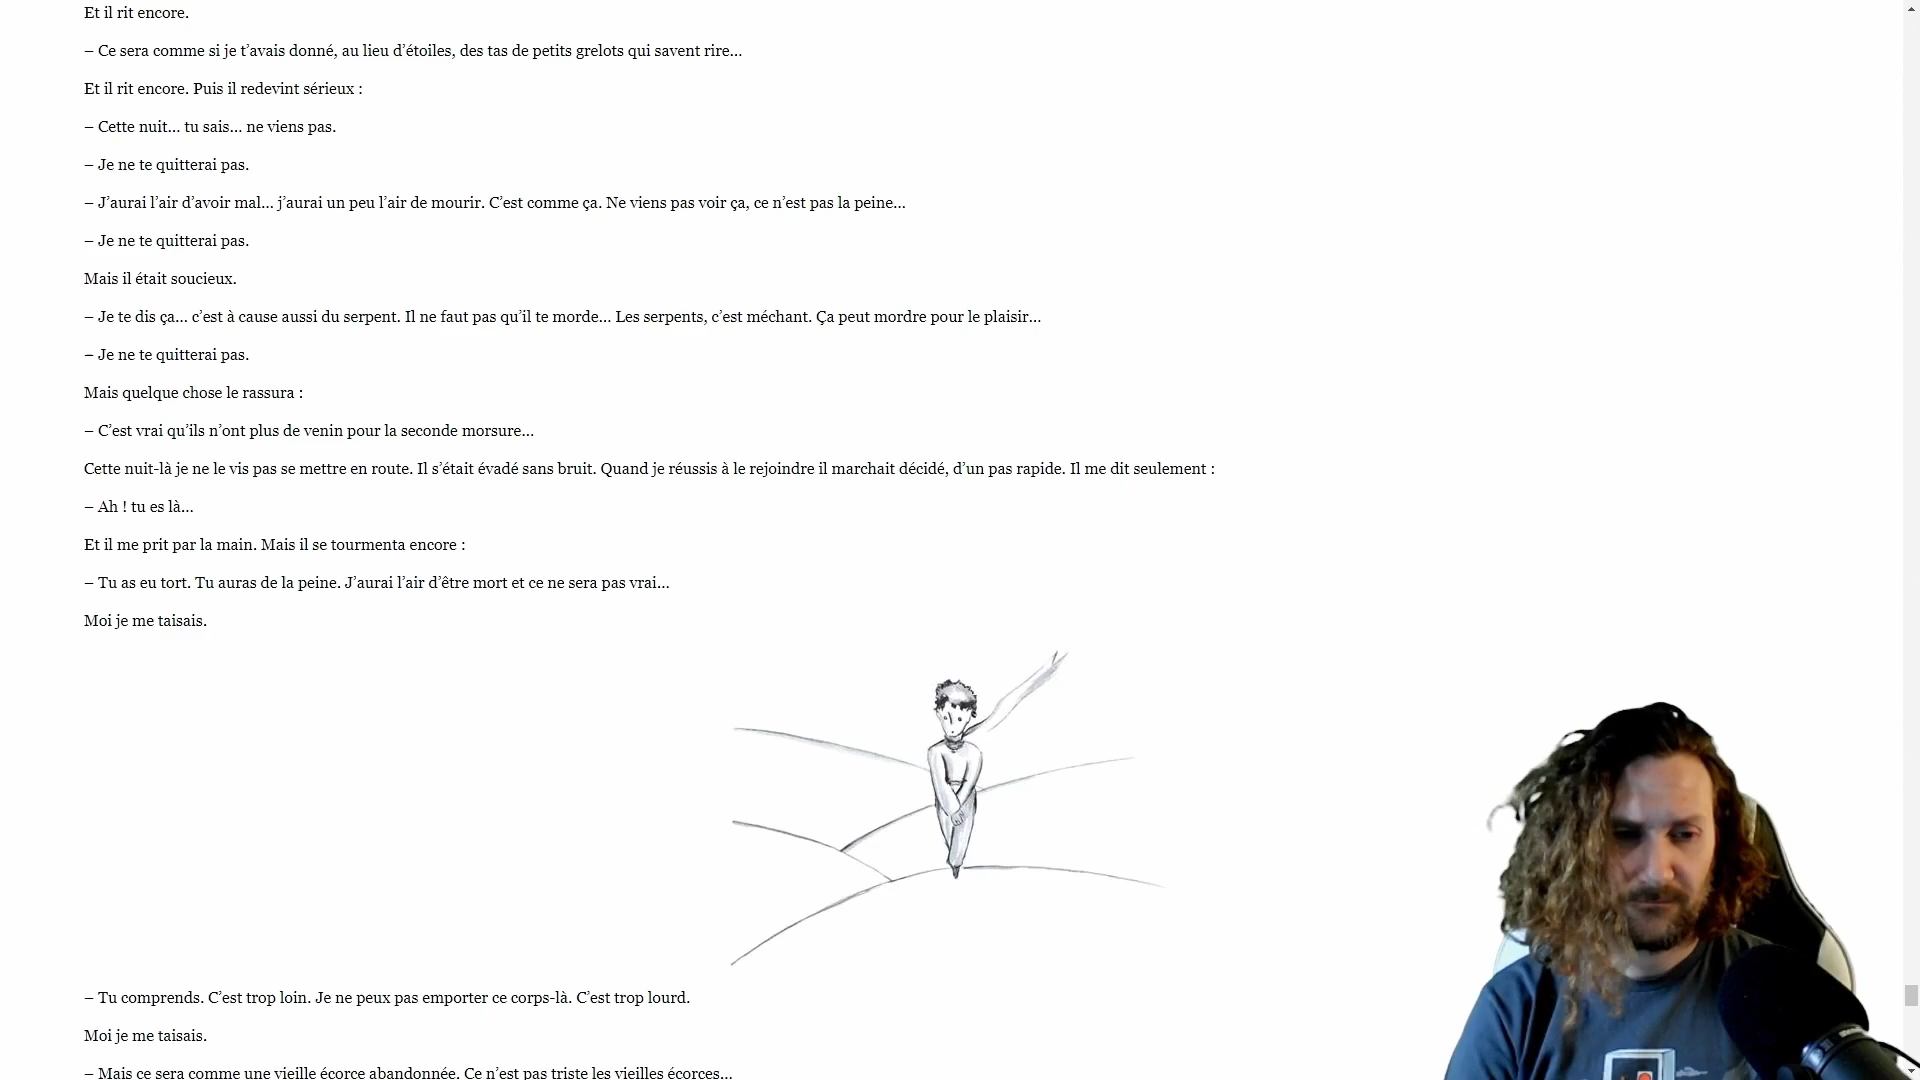 Et il rit encore.
– Ce sera comme si je t’avais donné, au lieu d’étoiles, des tas de petits grelots qui savent rire…
Et il rit encore. Puis il redevint sérieux :
– Cette nuit… tu sais… ne viens pas.
– Je ne te quitterai pas.
– J’aurai l’air d’avoir mal… j’aurai un peu l’air de mourir. C’est comme ça. Ne viens pas voir ça, ce n’est pas la peine…
– Je ne te quitterai pas.
Mais il était soucieux.
– Je te dis ça… c’est à cause aussi du serpent. Il ne faut pas qu’il te morde… Les serpents, c’est méchant. Ça peut mordre pour le plaisir…
– Je ne te quitterai pas.
Mais quelque chose le rassura :
– C’est vrai qu’ils n’ont plus de venin pour la seconde morsure…
Cette nuit-là je ne le vis pas se mettre en route. Il s’était évadé sans bruit. Quand je réussis à le rejoindre il marchait décidé, d’un pas rapide. Il me dit seulement :
– Ah ! tu es là…
Et il me prit par la main. Mais il se tourmenta encore :
– Tu as eu tort. Tu auras de la peine. J’aurai l’air d’être mort et ce ne sera pas vrai…
Moi je me taisais.
– Tu comprends. C’est trop loin. Je ne peux pas emporter ce corps-là. C’est trop lourd.
Moi je me taisais.
– Mais ce sera comme une vieille écorce abandonnée. Ce n’est pas triste les vieilles écorces…